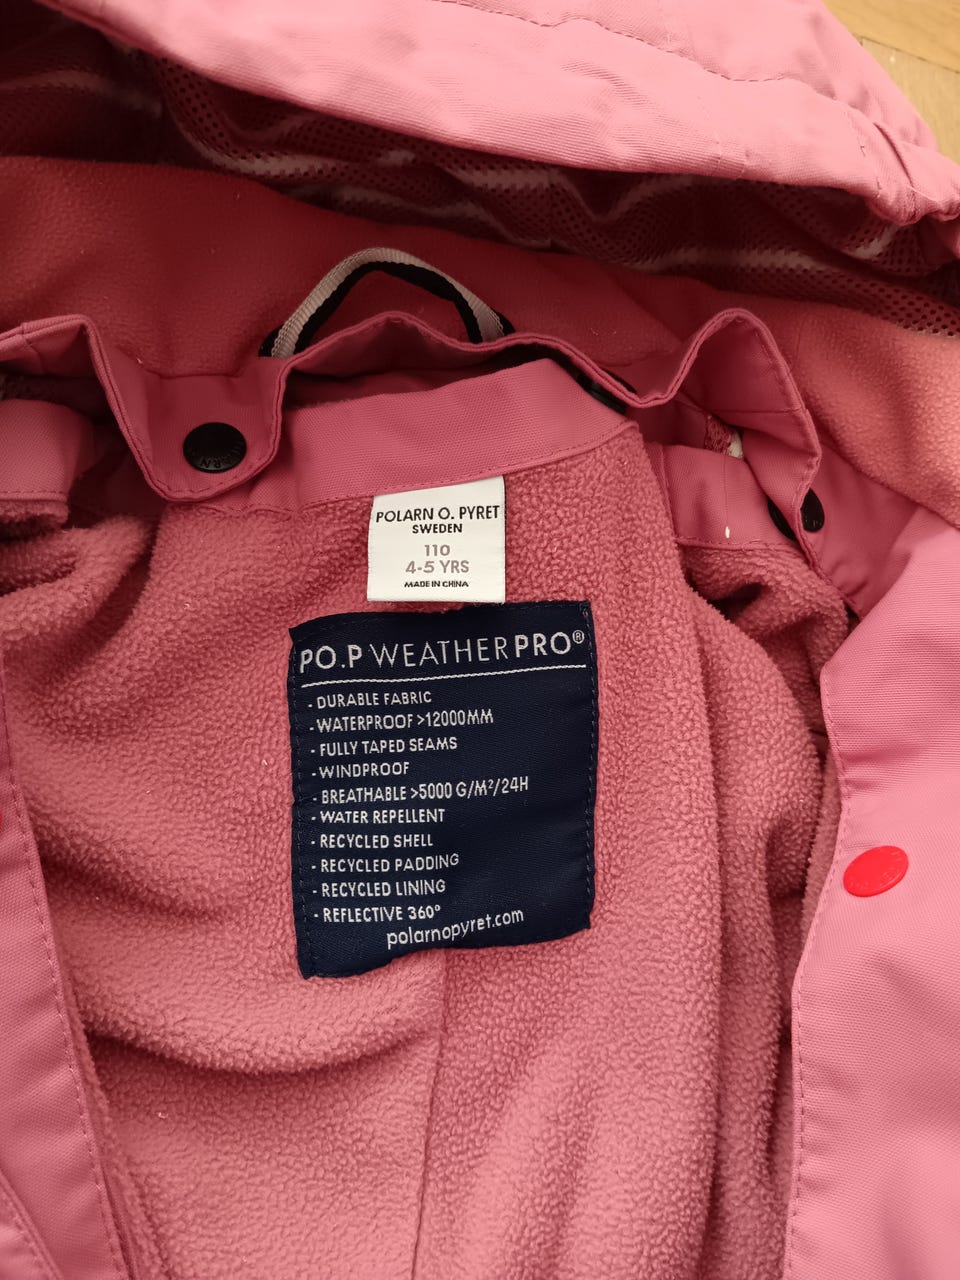 POLARN O. PYRET
SWEDEN
110
4-5 YRS
MADE IN CHINA
PO.P WEATHERPRO®
- DURABLE FABRIC
- WATERPROOF >12000MM
- FULLY TAPED SEAMS
- WINDPROOF
- BREATHABLE >5000 G/M²/24H
- WATER REPELLENT
- RECYCLED SHELL
- RECYCLED PADDING
- RECYCLED LINING
- REFLECTIVE 360°
polarnopyret.com